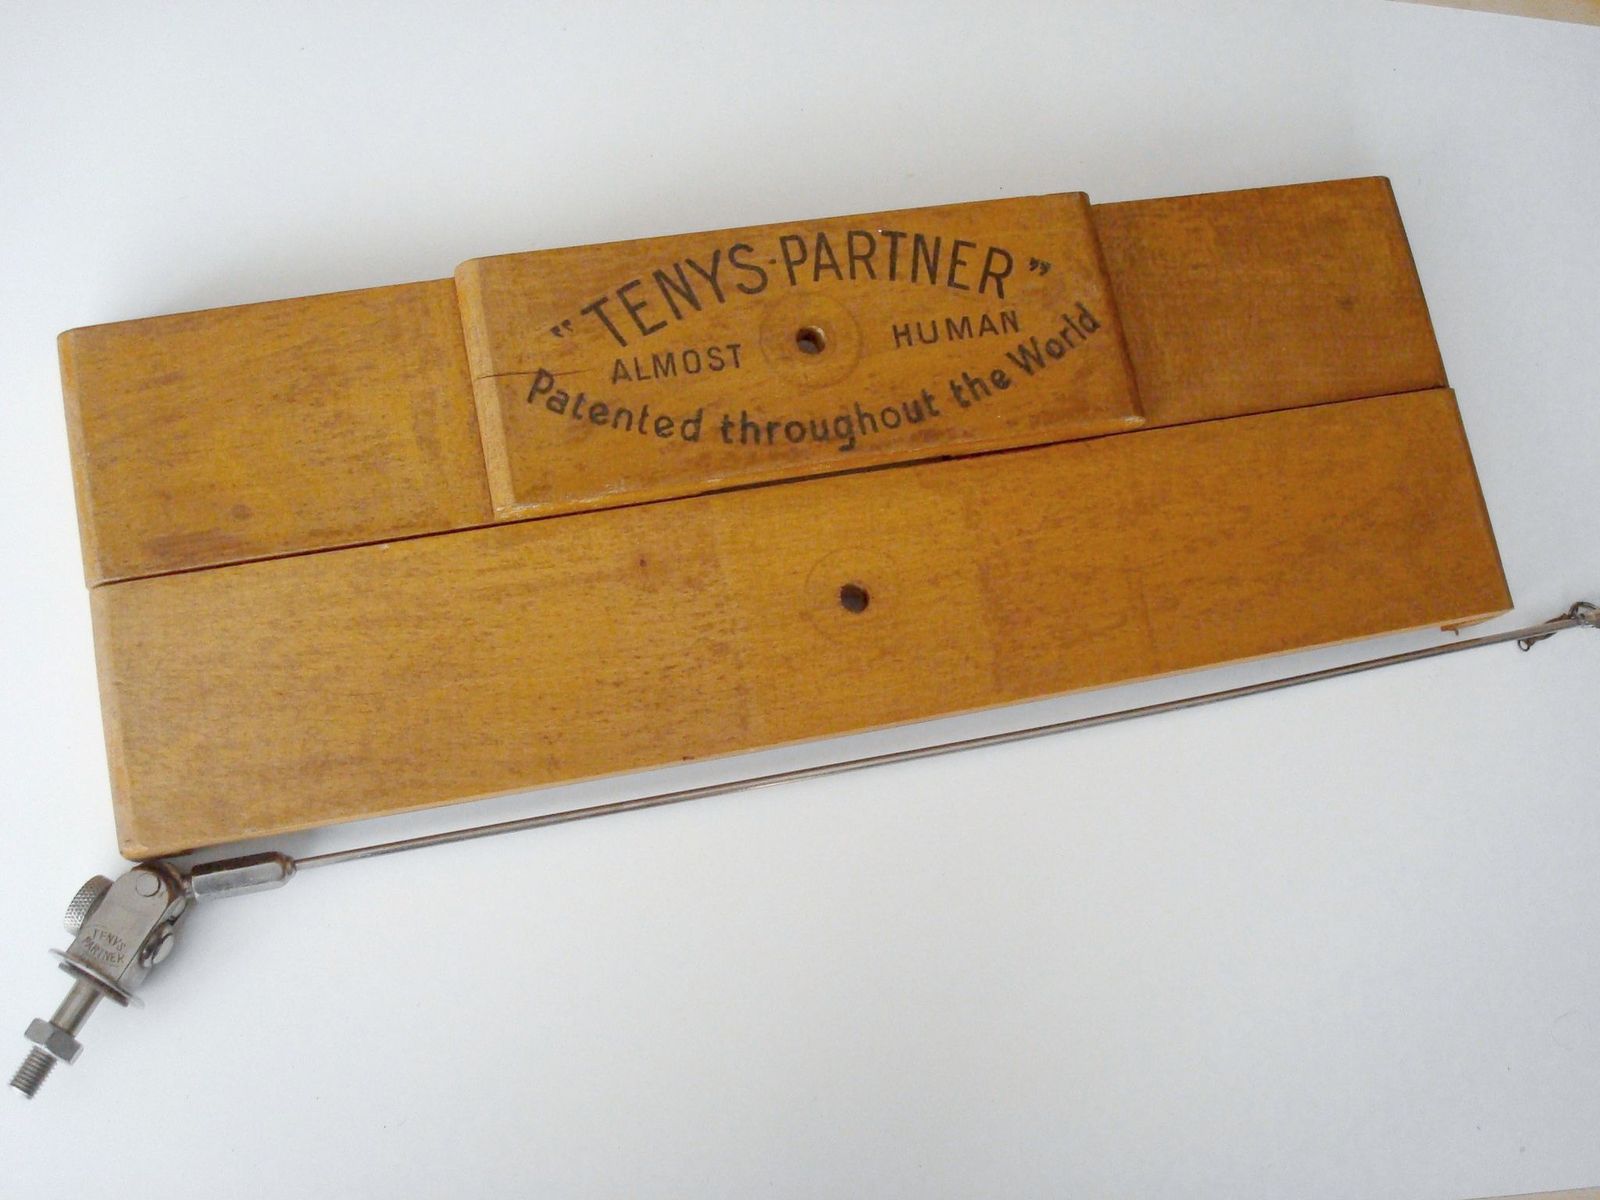 "TENYS-PARTNER"
ALMOST HUMAN
Patented throughout the World
TENYS
PARTNER